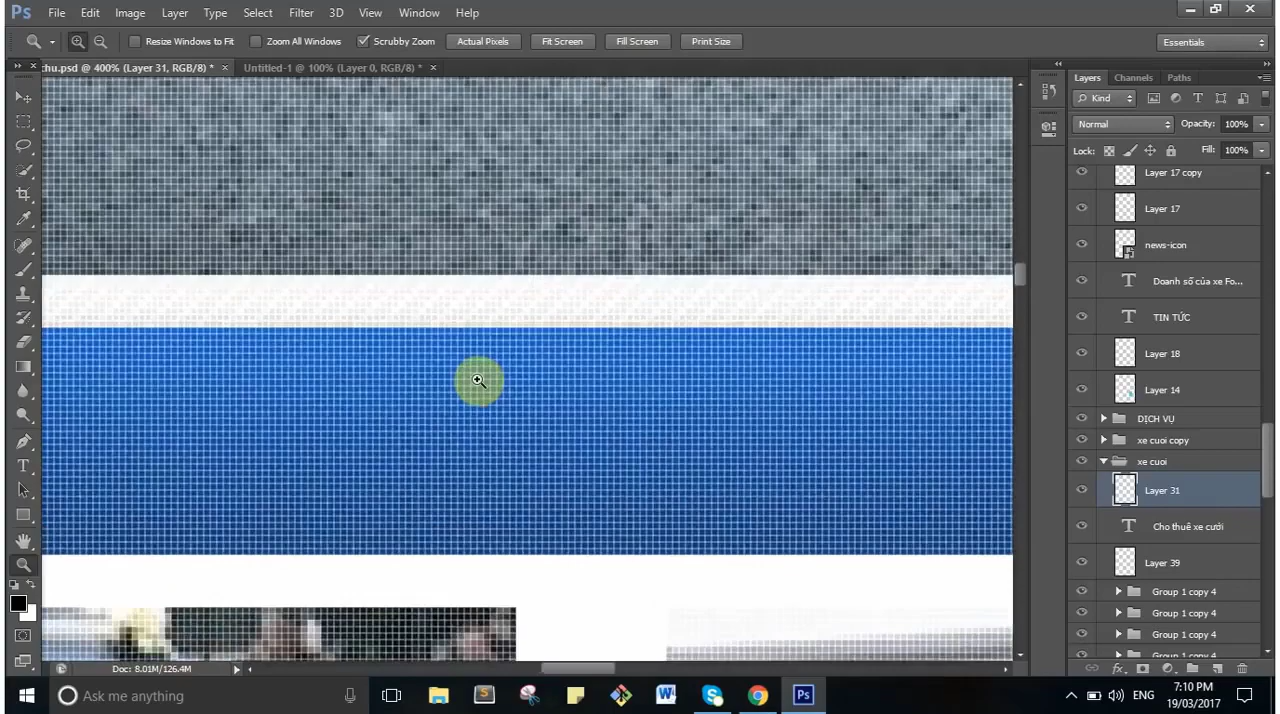 Ps File Edit Image Layer Type Select Filter 3D View Window Help
Resize Windows to Fit Zoom All Windows Scrubby Zoom Actual Pixels Fit Screen Fill Screen Print Size Essentials
chu.psd @ 400% (Layer 31, RGB/8) * × Untitled-1 @ 100% (Layer 0, RGB/8) * ×
Layers Channels Paths
Kind
Normal Opacity: 100%
Lock: Fill: 100%
Layer 17 copy
Layer 17
news-icon
Doanh số của xe Fo...
TIN TỨC
Layer 18
Layer 14
DỊCH VỤ
xe cuoi copy
xe cuoi
Layer 31
Cho thuê xe cưới
Layer 39
Group 1 copy 4
Group 1 copy 4
Group 1 copy 4
Doc: 8.01M/126.4M
Ask me anything
ENG
7:10 PM
19/03/2017